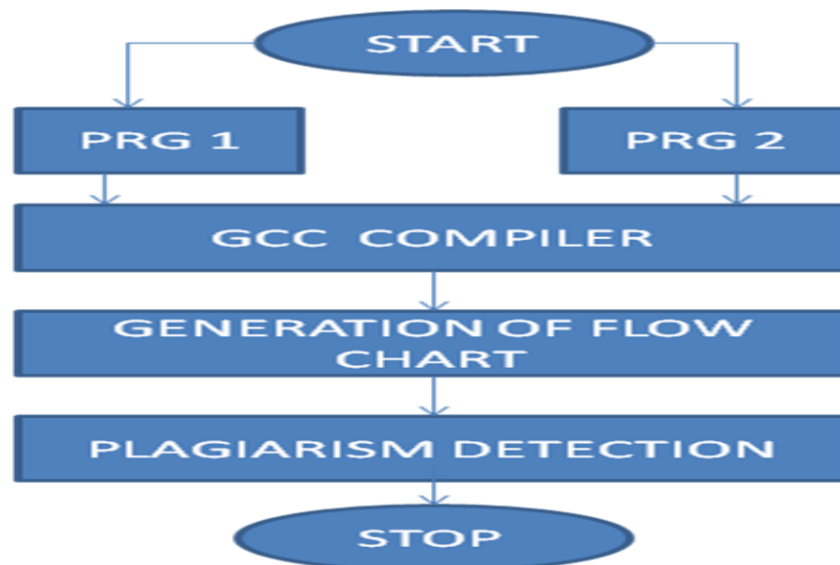 START
PRG 1
PRG 2
GCC COMPILER
GENERATION OF FLOW
CHART
PLAGIARISM DETECTION
STOP